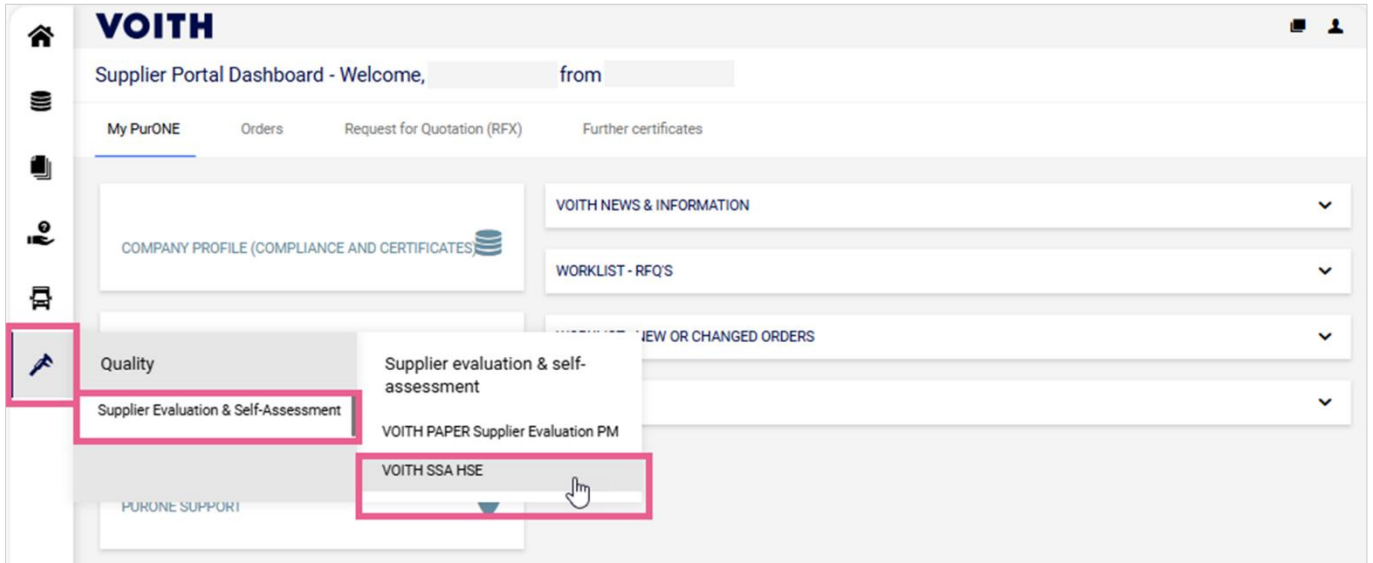 VOITH
Supplier Portal Dashboard - Welcome, from
My PurONE Orders Request for Quotation (RFX) Further certificates
COMPANY PROFILE (COMPLIANCE AND CERTIFICATES)
VOITH NEWS & INFORMATION
WORKLIST - RFQ'S
NEW OR CHANGED ORDERS
Quality
Supplier Evaluation & Self-Assessment
Supplier evaluation & self-
assessment
VOITH PAPER Supplier Evaluation PM
VOITH SSA HSE
PURONE SUPPORT